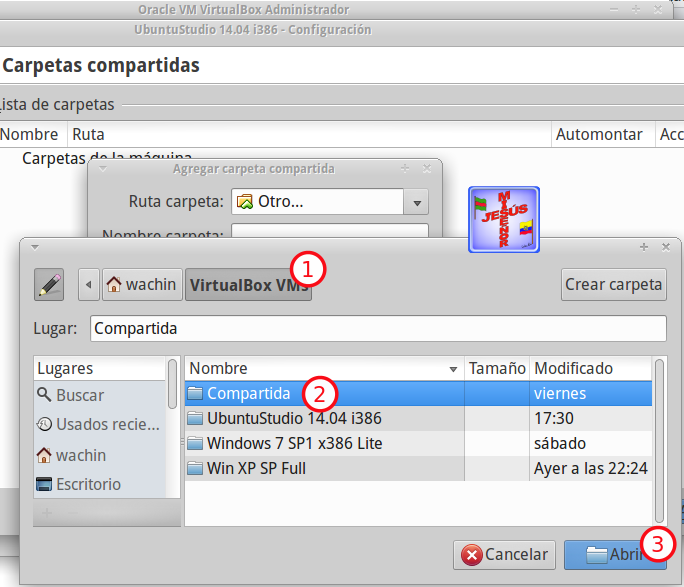 Oracle VM VirtualBox Administrador
UbuntuStudio 14.04 i386 - Configuración
Carpetas compartidas
Lista de carpetas
Nombre Ruta Automontar Acc
Carpetas de la máquina
Agregar carpeta compartida
Ruta carpeta: Otro...
Nombre carpeta:
MI JESÚS SEÑOR
1
wachin VirtualBox VMs Crear carpeta
Lugar: Compartida
Lugares Nombre Tamaño Modificado
Buscar Compartida 2 viernes
Usados recie... UbuntuStudio 14.04 i386 17:30
wachin Windows 7 SP1 x386 Lite sábado
Escritorio Win XP SP Full Ayer a las 22:24
Cancelar Abrir 3